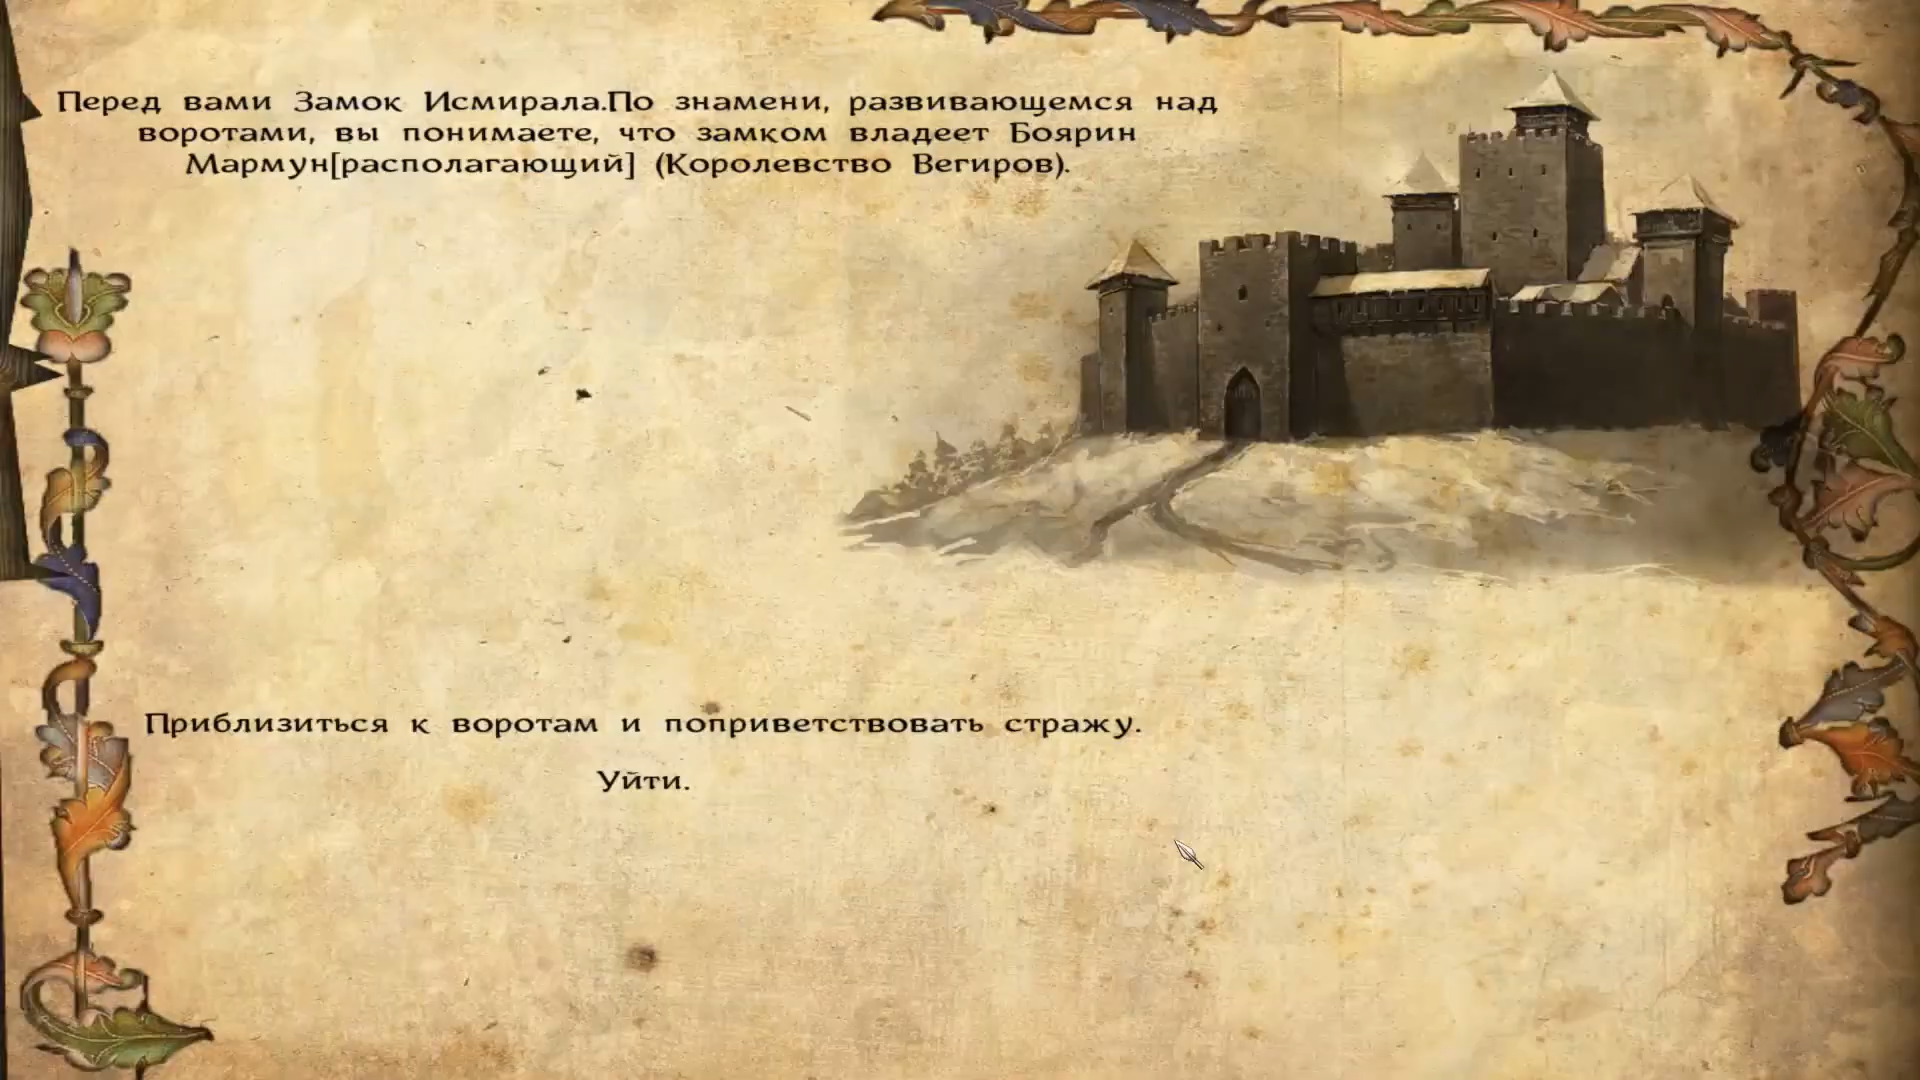 Перед вами Замок Исмирала.По знамени, развивающемся над
воротами, вы понимаете, что замком владеет Боярин
Мармун[располагающий] (Королевство Вегиров).
Приблизиться к воротам и поприветствовать стражу.
Уйти.